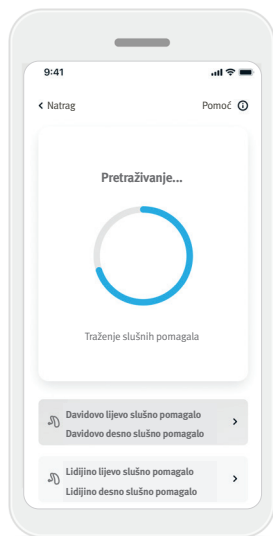 9:41
Natrag
Pomoć
Pretraživanje...
Traženje slušnih pomagala
Davidovo lijevo slušno pomagalo
Davidovo desno slušno pomagalo
Lidijino lijevo slušno pomagalo
Lidijino desno slušno pomagalo